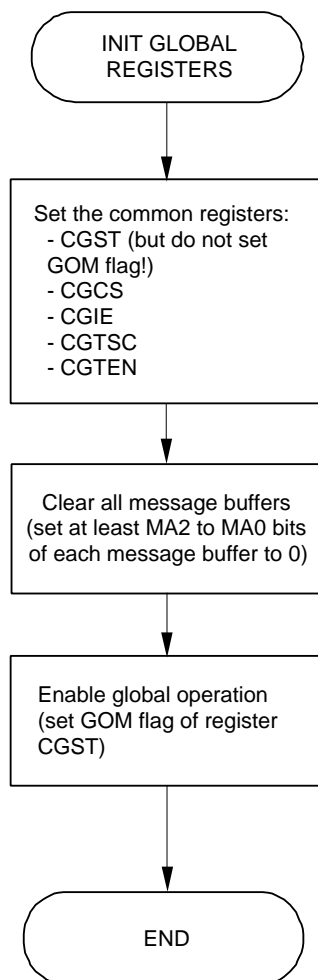 INIT GLOBAL
REGISTERS
Set the common registers:
- CGST (but do not set
GOM flag!)
- CGCS
- CGIE
- CGTSC
- CGTEN
Clear all message buffers
(set at least MA2 to MA0 bits
of each message buffer to 0)
Enable global operation
(set GOM flag of register
CGST)
END